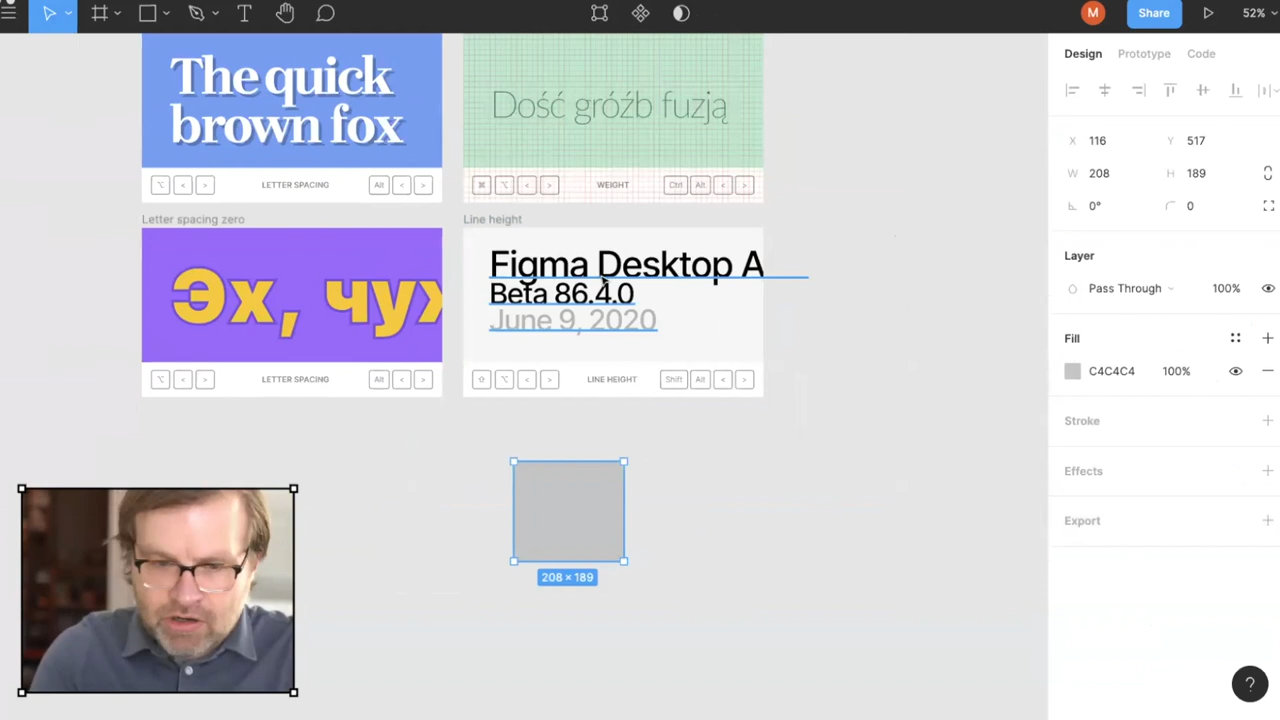 M Share 52%
Design Prototype Code
The quick
brown fox
Dość gróźb fuzją
⌥ < > LETTER SPACING Alt < >
⌘ ⌥ < > WEIGHT Ctrl Alt < >
X 116 Y 517
W 208 H 189
0° 0
Letter spacing zero
Line height
Эх, чух
Figma Desktop A
Beta 86.4.0
June 9, 2020
⌥ < > LETTER SPACING Alt < >
⇧ ⌥ < > LINE HEIGHT Shift Alt < >
Layer
Pass Through 100%
Fill
C4C4C4 100%
Stroke
Effects
Export
208 × 189
?